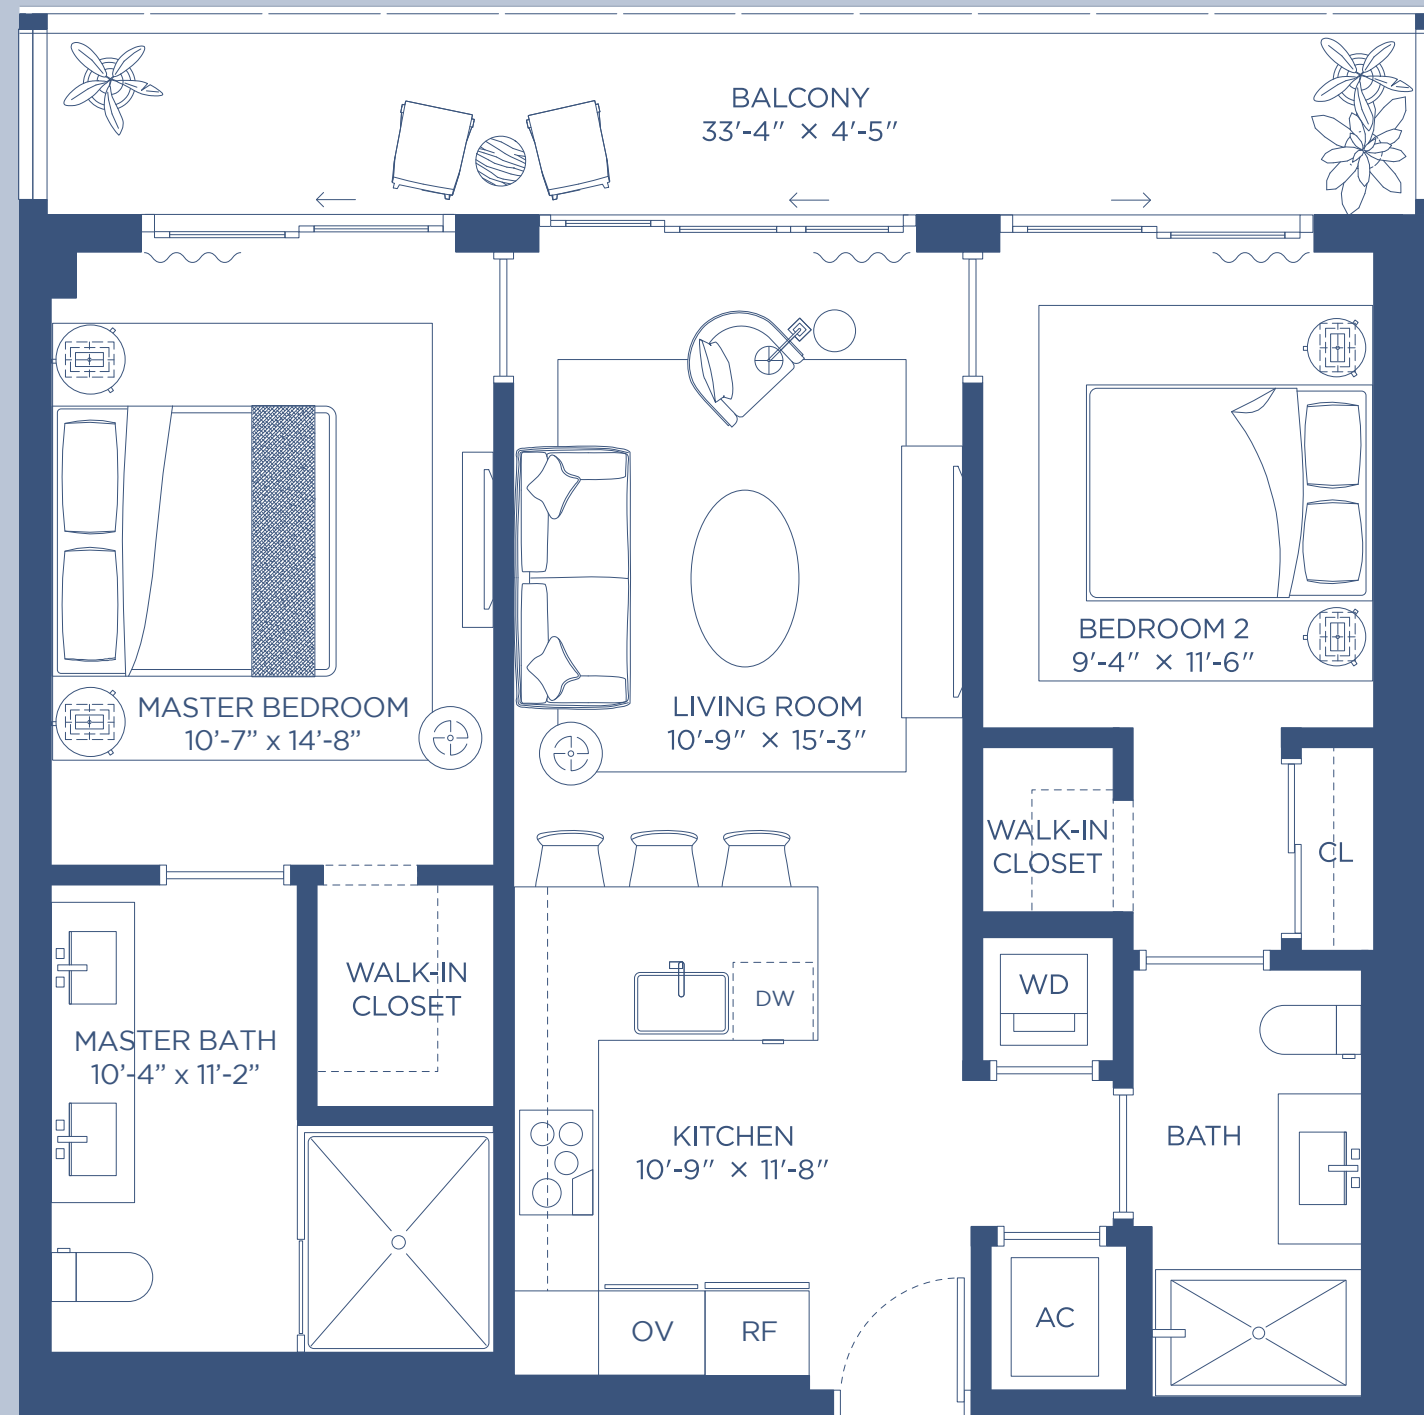 BALCONY
33'-4" × 4'-5"
BEDROOM 2
9'-4" × 11'-6"
MASTER BEDROOM
10'-7” x 14'-8”
LIVING ROOM
10'-9" × 15'-3"
WALK-IN
CLOSET
CL
WALK-IN
CLOSET
WD
DW
MASTER BATH
10'-4” x 11'-2”
KITCHEN
10'-9" × 11'-8"
BATH
OV
RF
AC